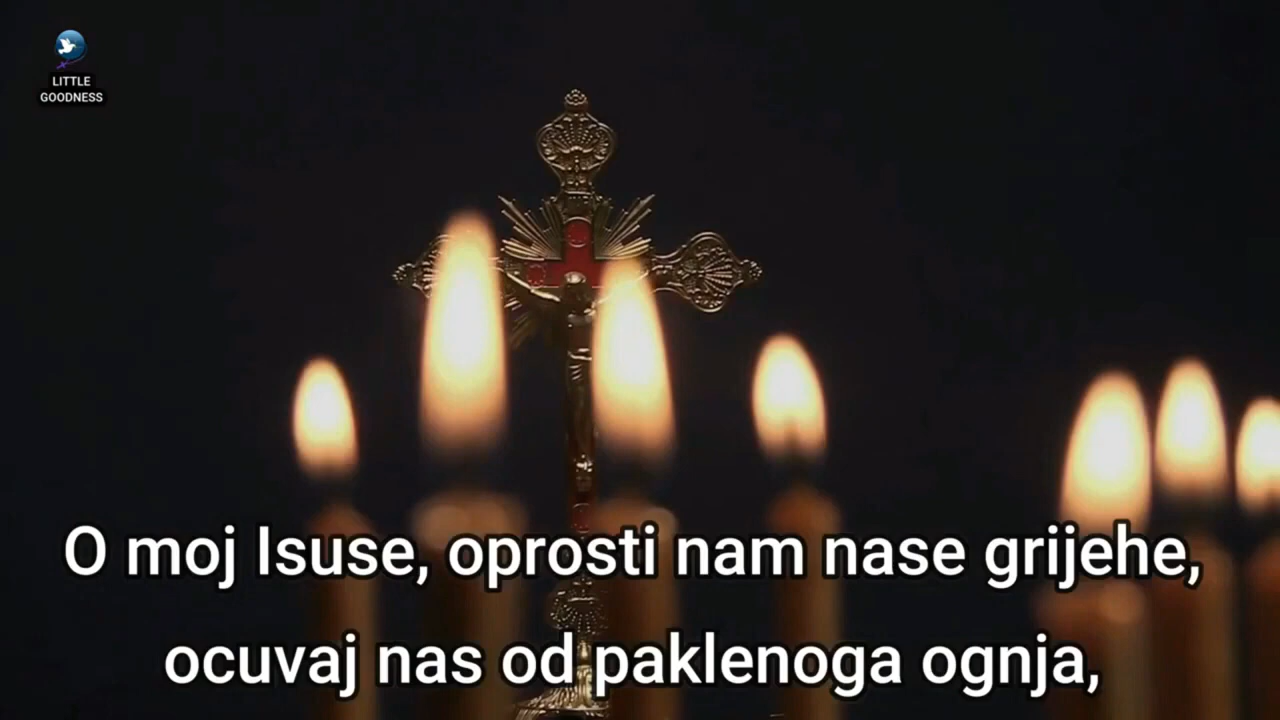 LITTLE
GOODNESS
O moj Isuse, oprosti nam nase grijehe,
ocuvaj nas od paklenoga ognja,